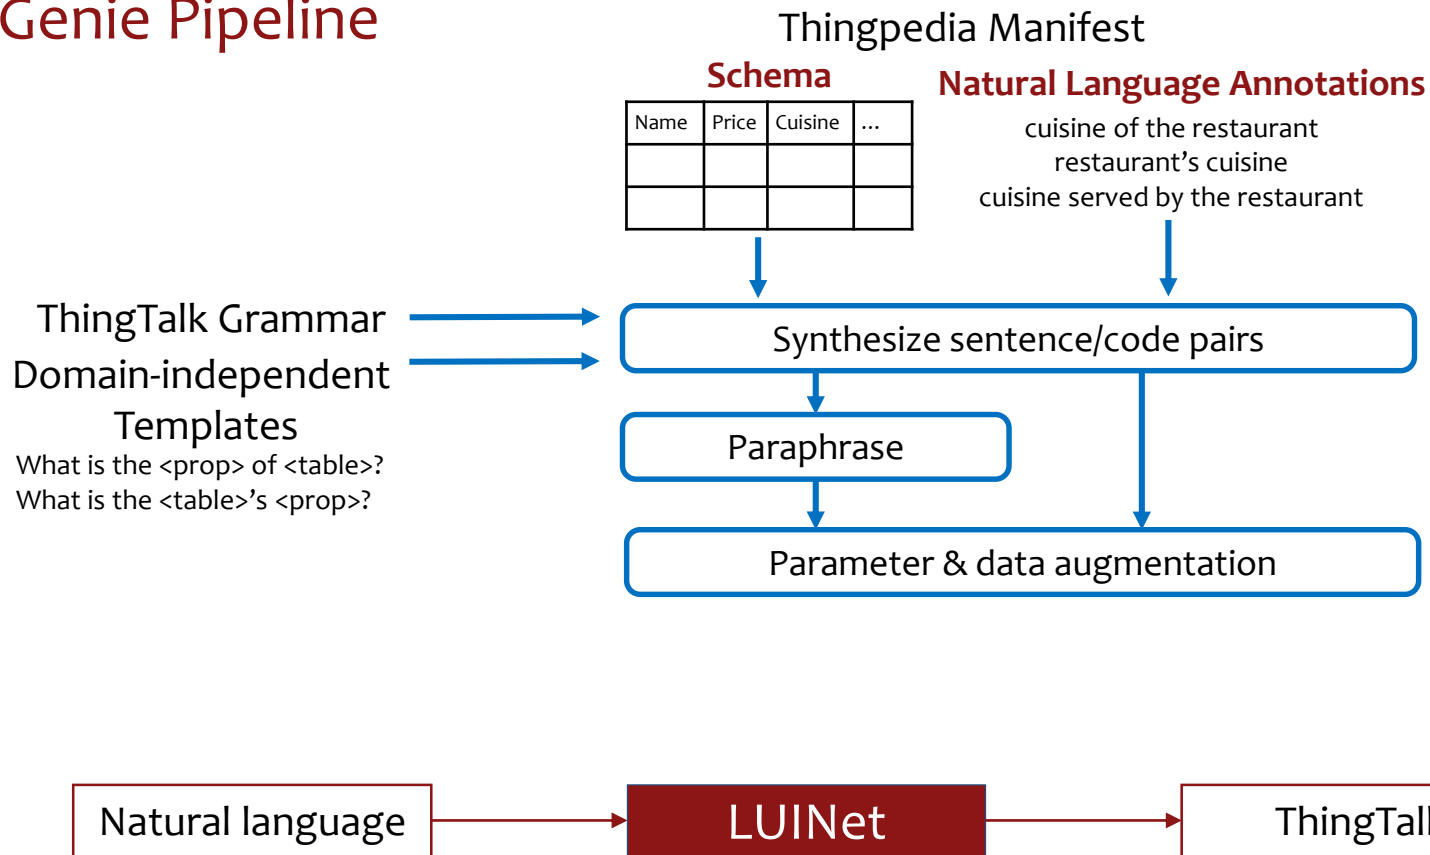 Genie Pipeline
Thingpedia Manifest
Schema
Natural Language Annotations
Name Price Cuisine ...
cuisine of the restaurant
restaurant's cuisine
cuisine served by the restaurant
ThingTalk Grammar
Domain-independent
Templates
What is the <prop> of <table>?
What is the <table>'s <prop>?
Synthesize sentence/code pairs
Paraphrase
Parameter & data augmentation
Natural language
LUINet
ThingTalk